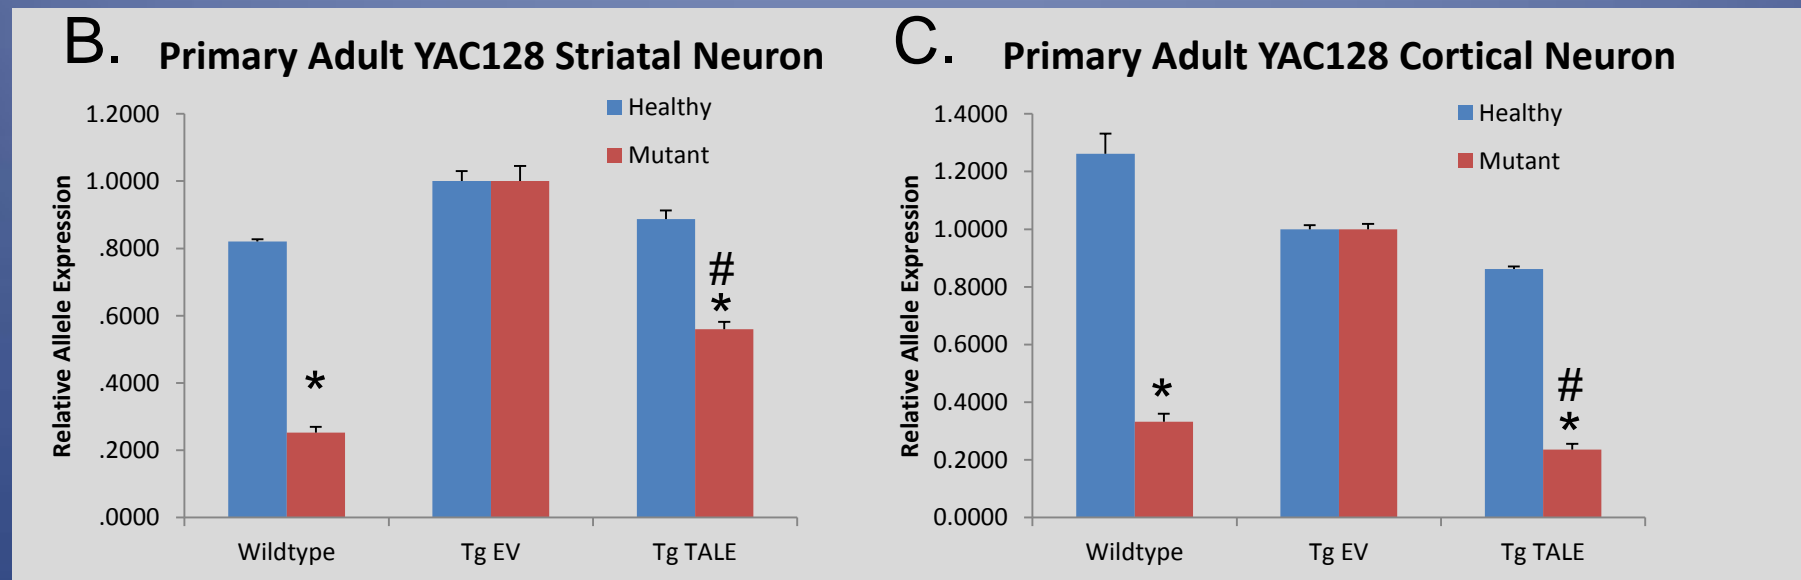 B.
Primary Adult YAC128 Striatal Neuron
Healthy
Mutant
Relative Allele Expression
1.2000
1.0000
.8000
.6000
.4000
.2000
.0000
*
#
*
Wildtype
Tg EV
Tg TALE
C.
Primary Adult YAC128 Cortical Neuron
Healthy
Mutant
Relative Allele Expression
1.4000
1.2000
1.0000
0.8000
0.6000
0.4000
0.2000
0.0000
*
#
*
Wildtype
Tg EV
Tg TALE